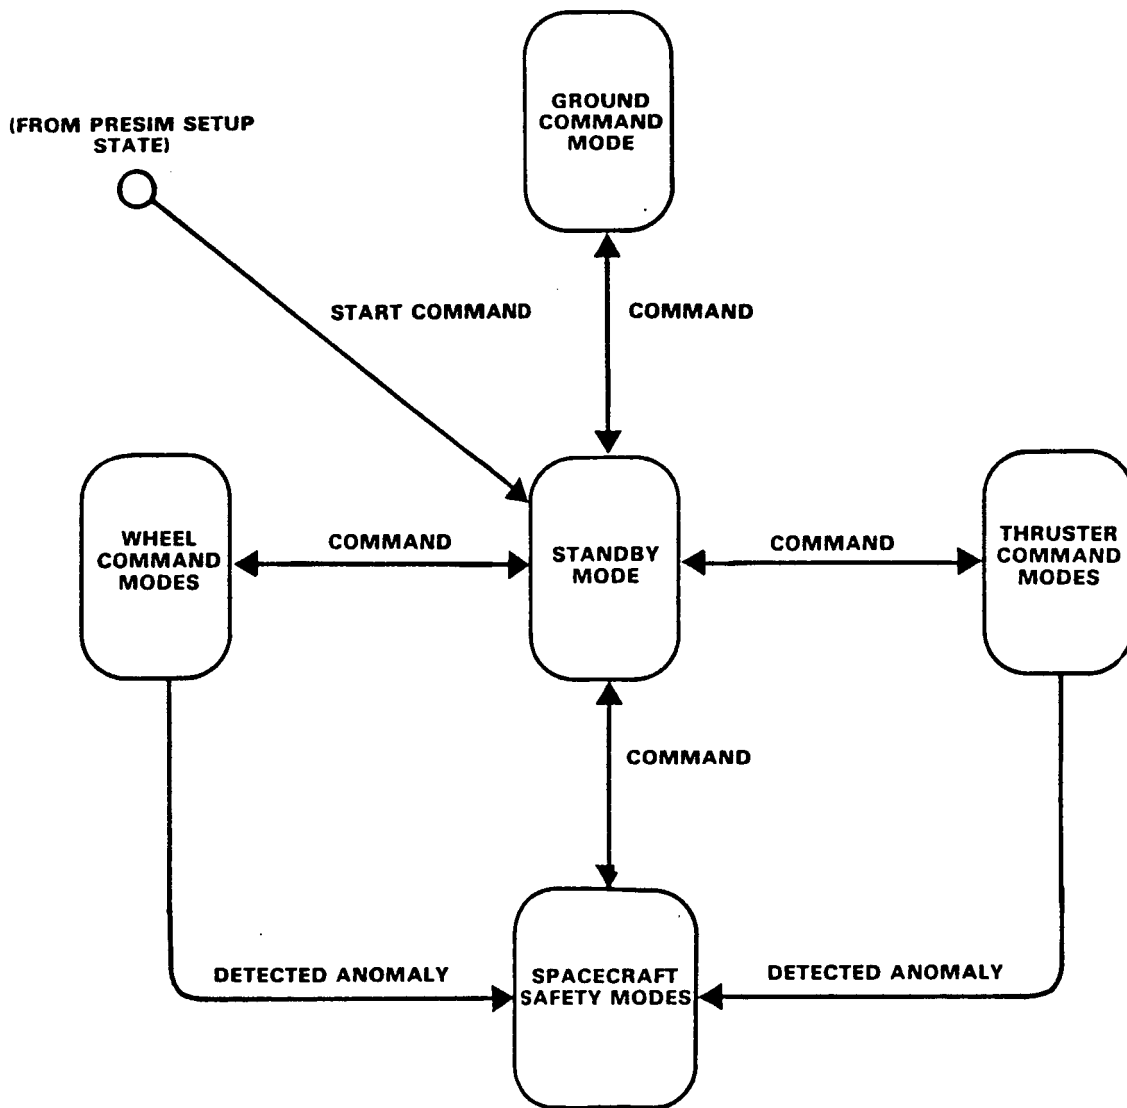 GROUND
COMMAND
MODE
(FROM PRESIM SETUP
STATE)
START COMMAND
COMMAND
WHEEL
COMMAND
MODES
COMMAND
STANDBY
MODE
COMMAND
THRUSTER
COMMAND
MODES
COMMAND
DETECTED ANOMALY
SPACECRAFT
SAFETY MODES
DETECTED ANOMALY